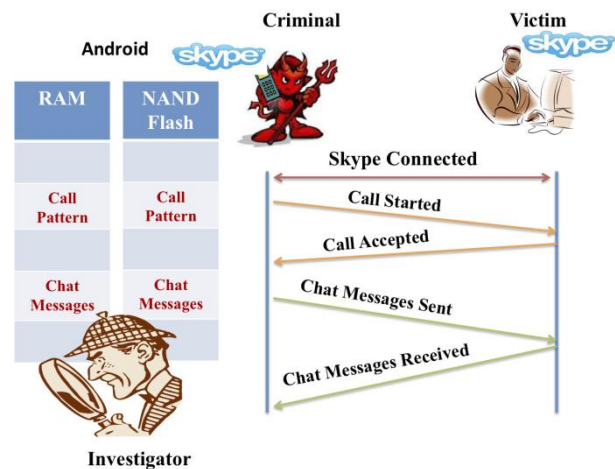 Criminal
Victim
Android
skype
skype
RAM
NAND
Flash
Call
Pattern
Call
Pattern
Chat
Messages
Chat
Messages
Skype Connected
Call Started
Call Accepted
Chat Messages Sent
Chat Messages Received
Investigator